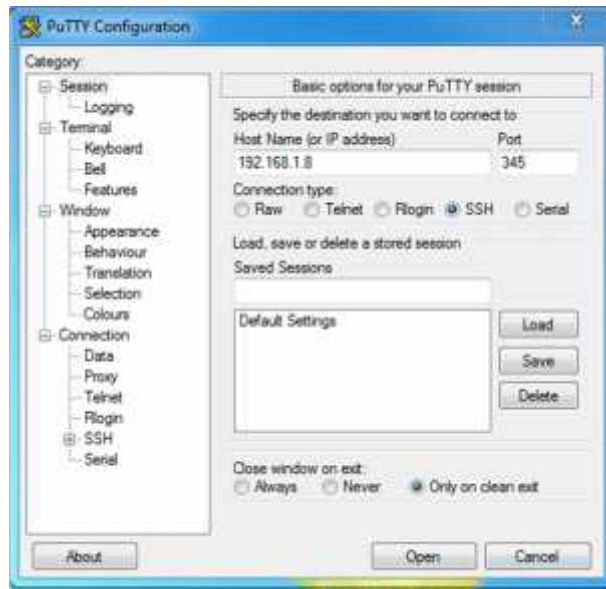 PuTTY Configuration
Category:
Session
Logging
Terminal
Keyboard
Bell
Features
Window
Appearance
Behaviour
Translation
Selection
Colours
Connection
Data
Proxy
Telnet
Rlogin
SSH
Serial
Basic options for your PuTTY session
Specify the destination you want to connect to
Host Name (or IP address) Port
192.168.1.8 345
Connection type:
Raw Telnet Rlogin SSH Serial
Load, save or delete a stored session
Saved Sessions
Default Settings
Load
Save
Delete
Close window on exit:
Always Never Only on clean exit
About Open Cancel